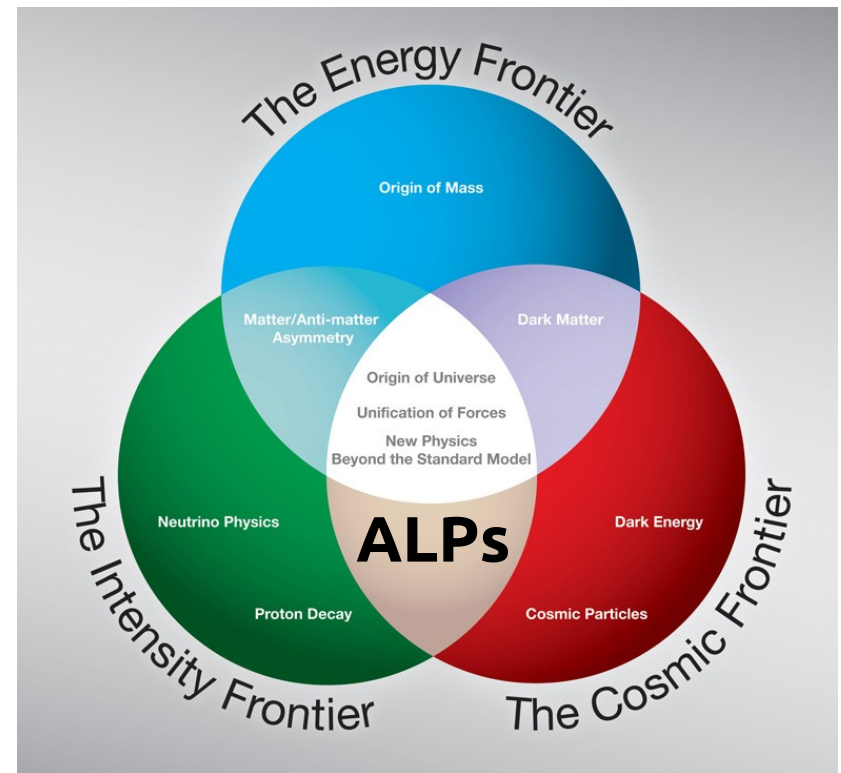 The Energy Frontier
Origin of Mass
Matter/Anti-matter
Asymmetry
Dark Matter
Origin of Universe
Unification of Forces
New Physics
Beyond the Standard Model
The Intensity Frontier
Neutrino Physics
Proton Decay
ALPs
Dark Energy
Cosmic Particles
The Cosmic Frontier